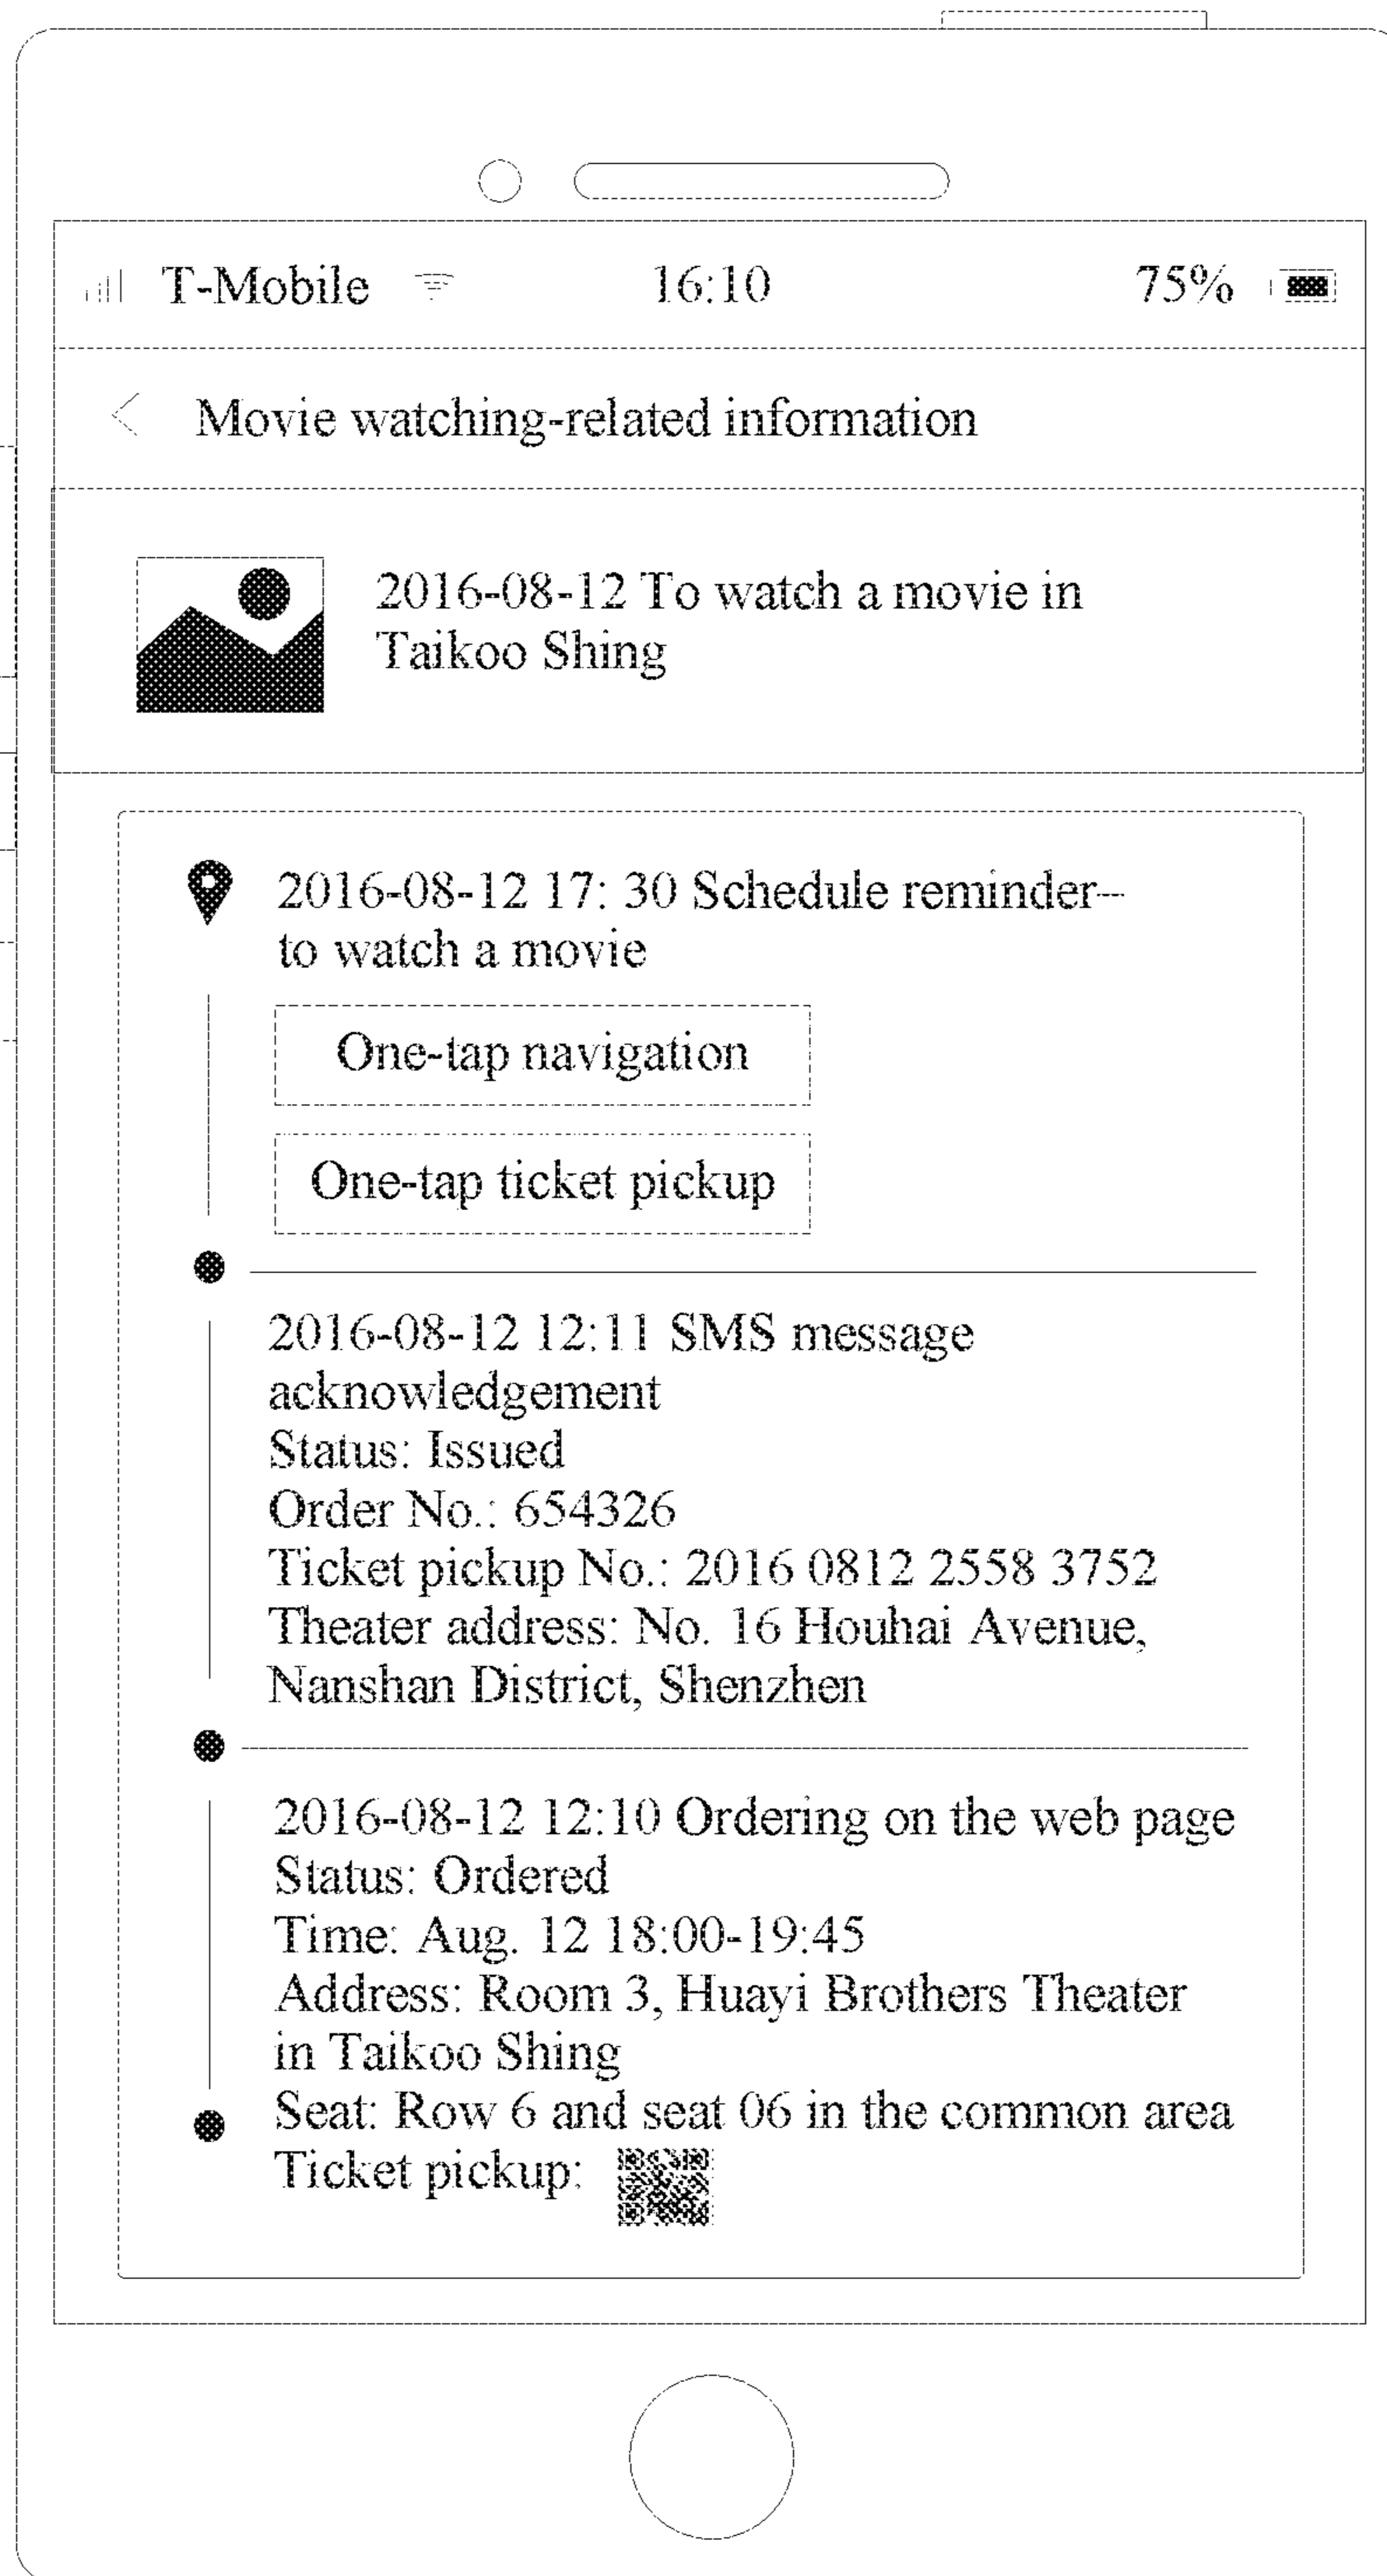 T-Mobile 16:10 75%
Movie watching-related information
2016-08-12 To watch a movie in
Taikoo Shing
2016-08-12 17: 30 Schedule reminder--
to watch a movie
One-tap navigation
One-tap ticket pickup
2016-08-12 12:11 SMS message
acknowledgement
Status: Issued
Order No.: 654326
Ticket pickup No.: 2016 0812 2558 3752
Theater address: No. 16 Houhai Avenue,
Nanshan District, Shenzhen
2016-08-12 12:10 Ordering on the web page
Status: Ordered
Time: Aug. 12 18:00-19:45
Address: Room 3, Huayi Brothers Theater
in Taikoo Shing
Seat: Row 6 and seat 06 in the common area
Ticket pickup: